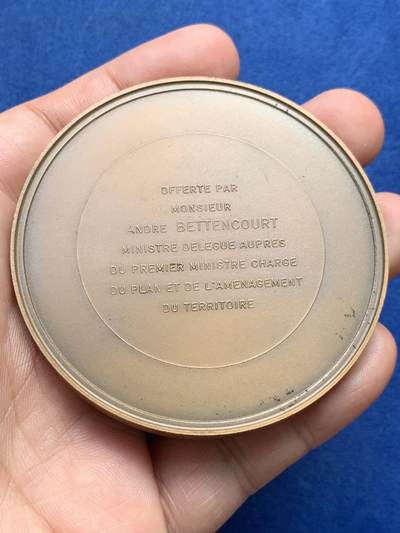 OFFERTE PAR
MONSIEUR
ANDRE BETTENCOURT
MINISTRE DELEGUE AUPRES
DU PREMIER MINISTRE CHARGE
DU PLAN ET DE L'AMENAGEMENT
DU TERRITOIRE